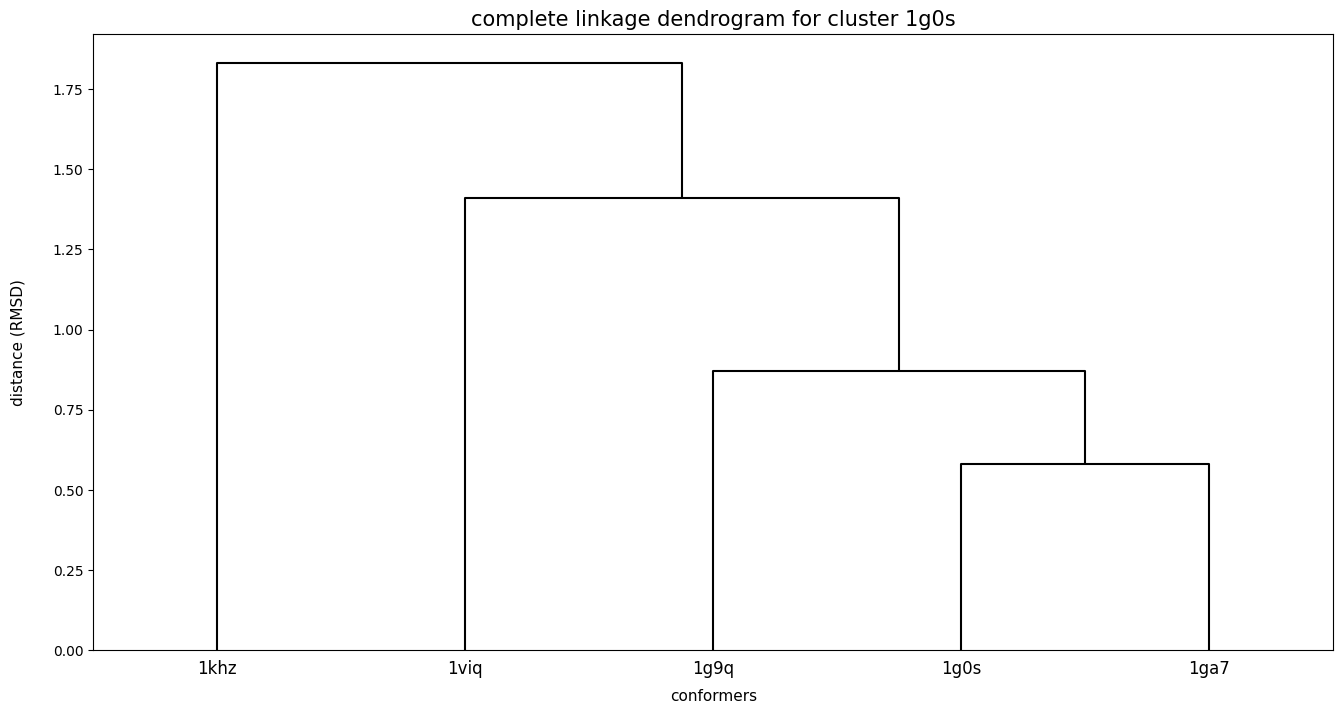 complete linkage dendrogram for cluster 1g0s
1.75
1.50
1.25
1.00
0.75
0.50
0.25
0.00
distance (RMSD)
1khz 1viq 1g9q 1g0s 1ga7
conformers